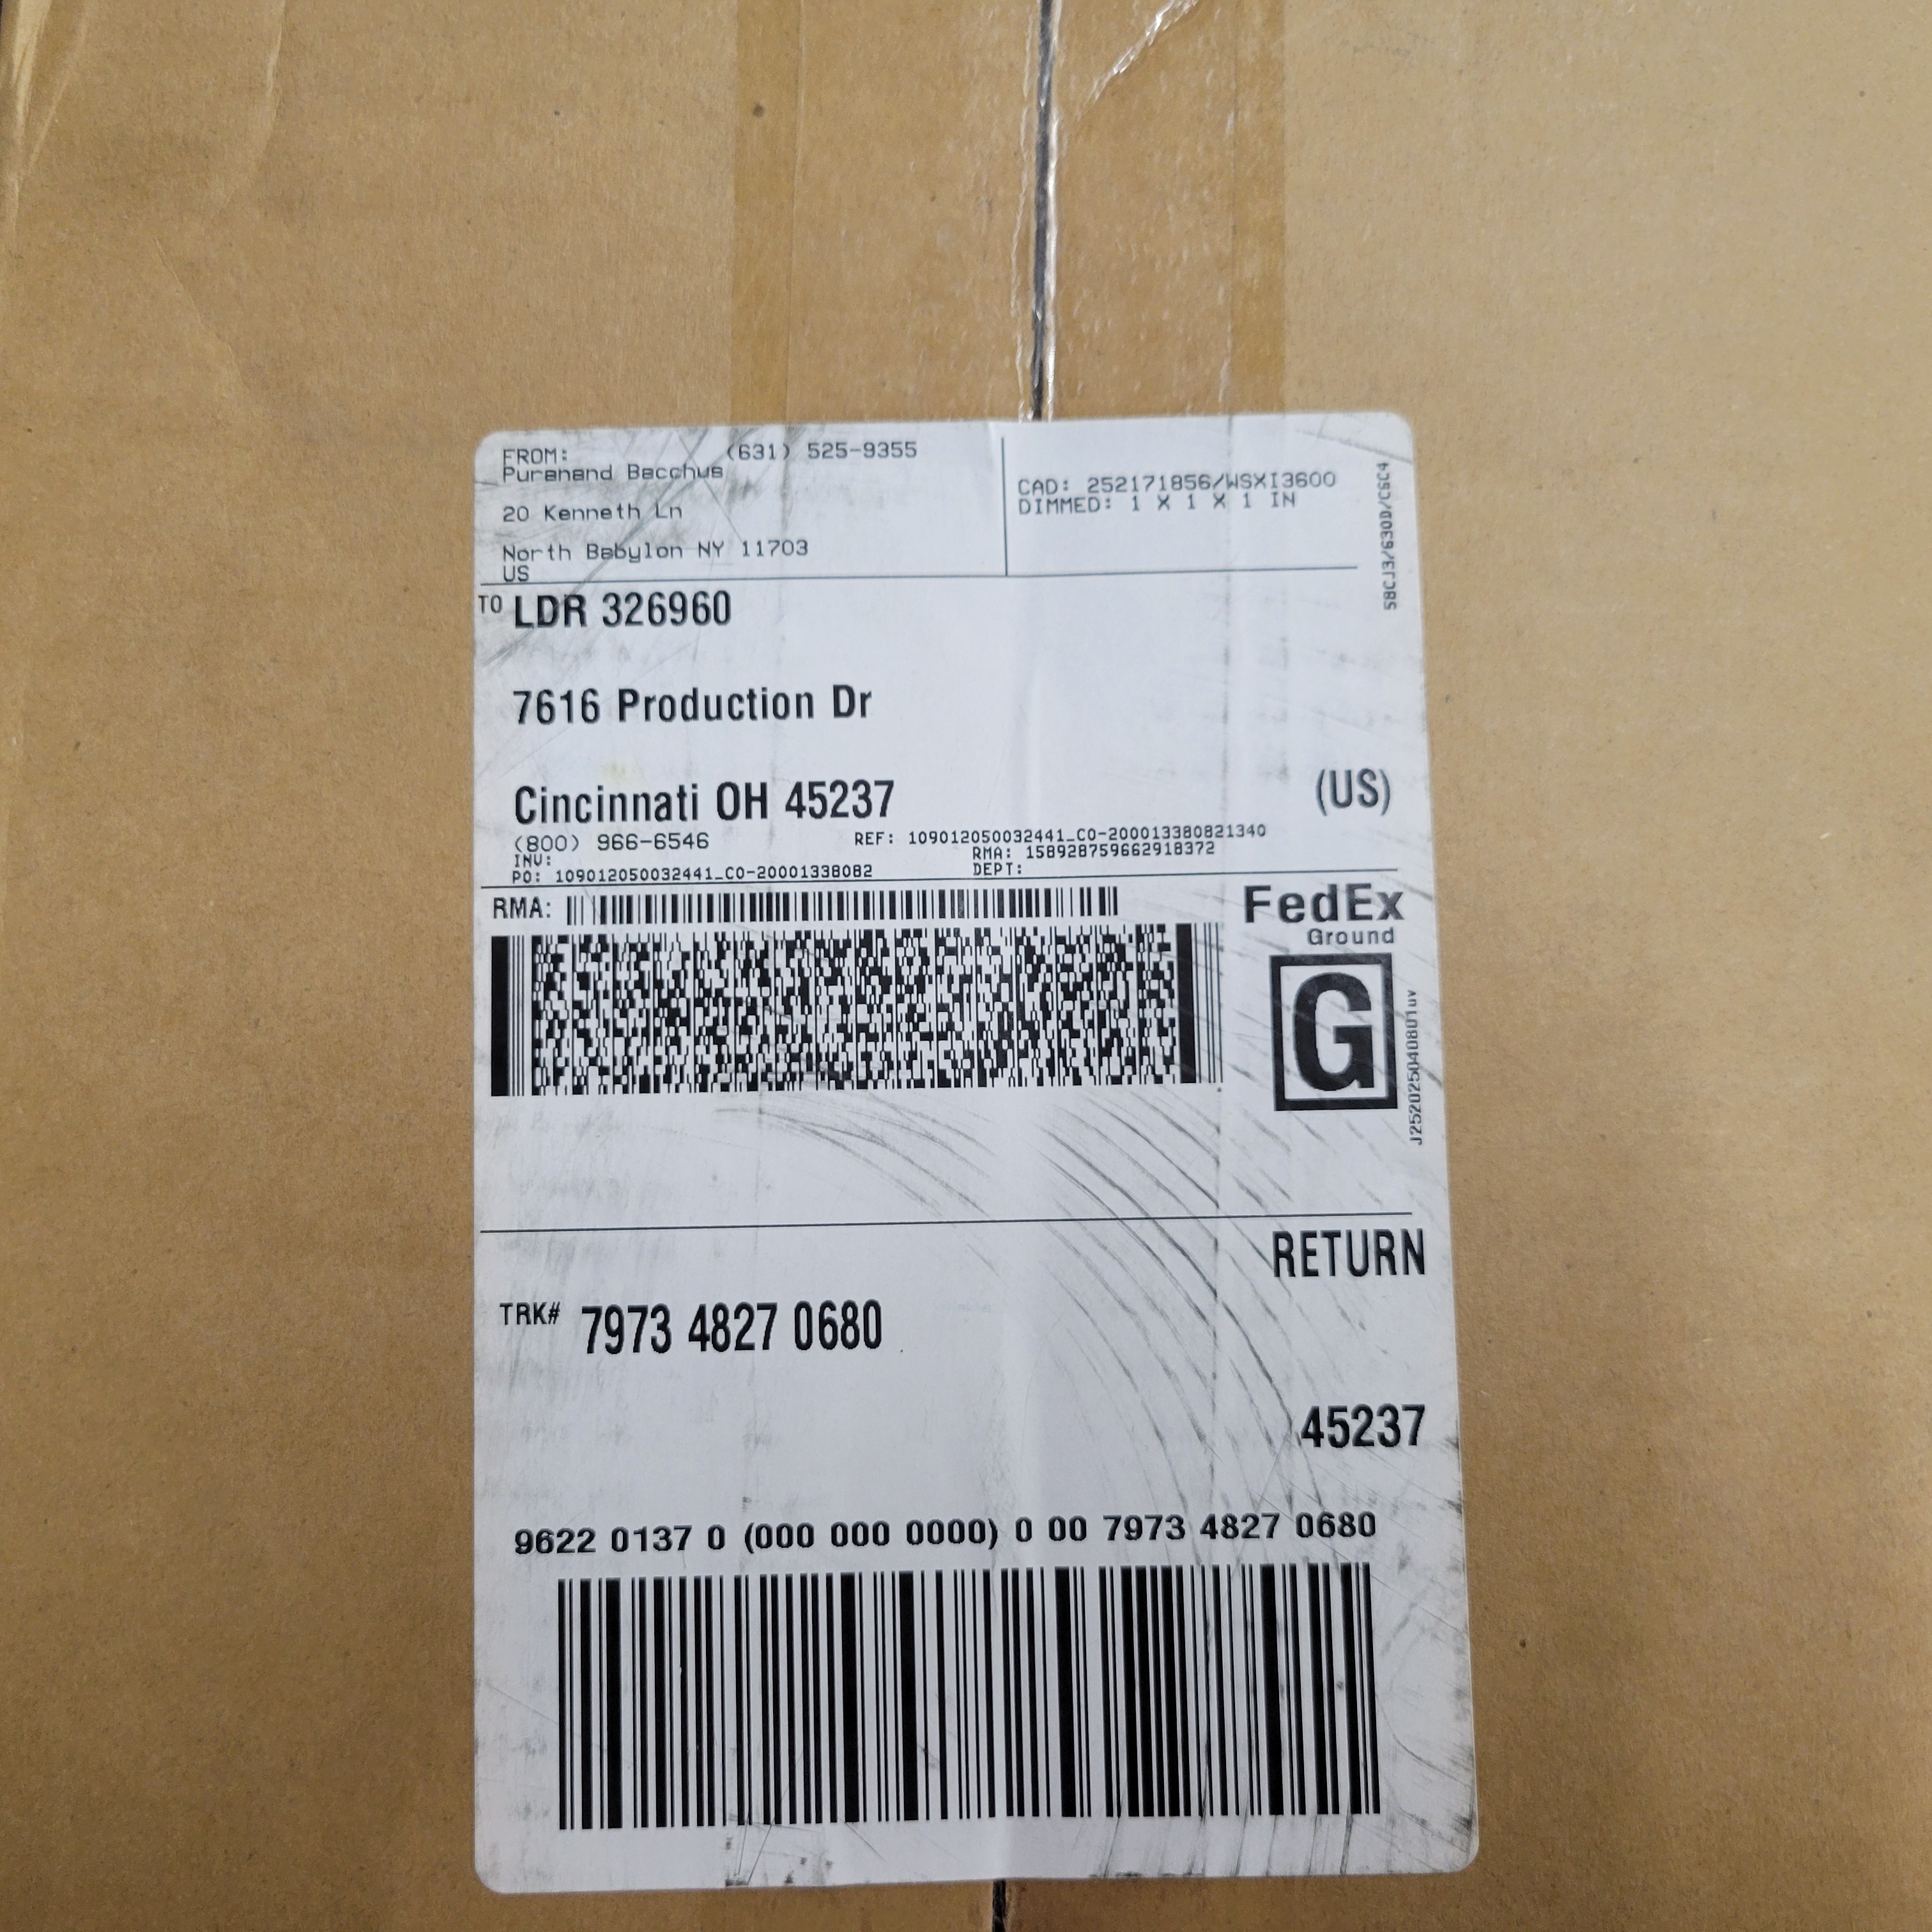 FROM: (631) 525-9355
Puranand Bacchus
20 Kenneth Ln
North Babylon NY 11703
US
CAD: 252171856/WSXI3600
DIMMED: 1 X 1 X 1 IN
TO LDR 326960
7616 Production Dr
Cincinnati OH 45237 (US)
(800) 966-6546 REF: 109012050032441_CO-200013380821340
INV: RMA: 158928759662918372
PO: 109012050032441_CO-20001338082 DEPT:
RMA:
FedEx
Ground
G
J252025040801uv
RETURN
TRK# 7973 4827 0680
45237
9622 0137 0 (000 000 0000) 0 00 7973 4827 0680